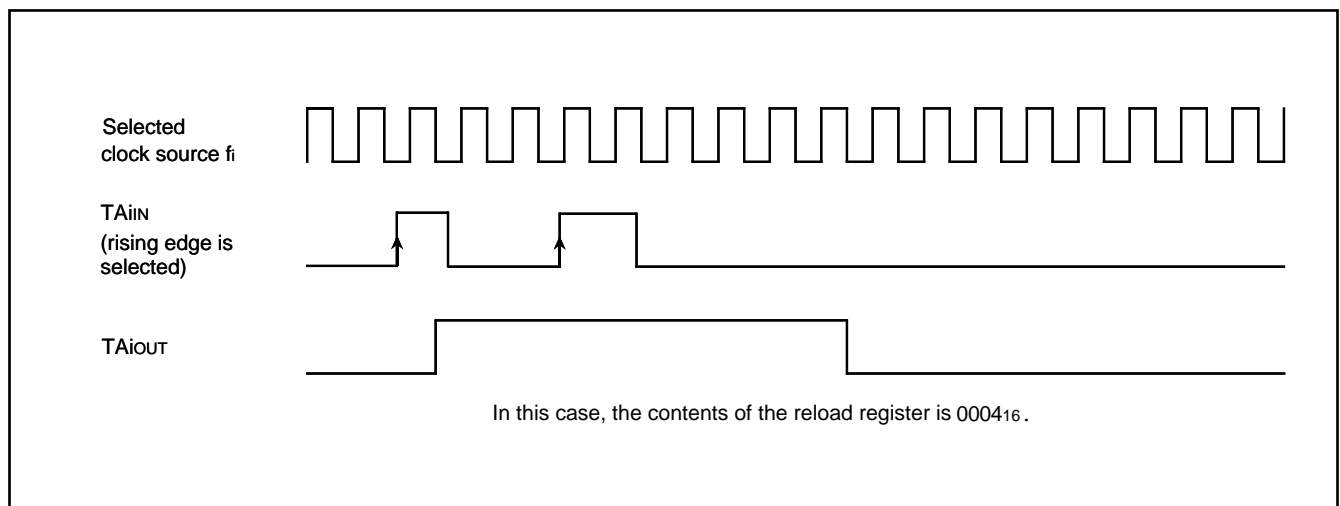 Selected
clock source fi
TAiIN
(rising edge is
selected)
TAiOUT
In this case, the contents of the reload register is 000416.